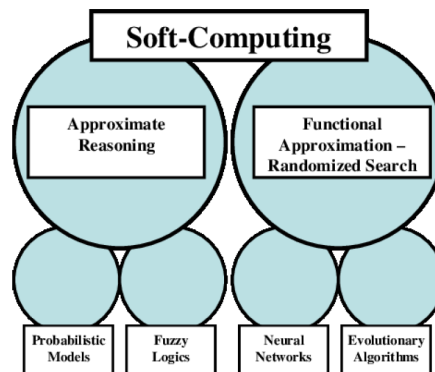 Soft-Computing
Approximate
Reasoning
Functional
Approximation –
Randomized Search
Probabilistic
Models
Fuzzy
Logics
Neural
Networks
Evolutionary
Algorithms